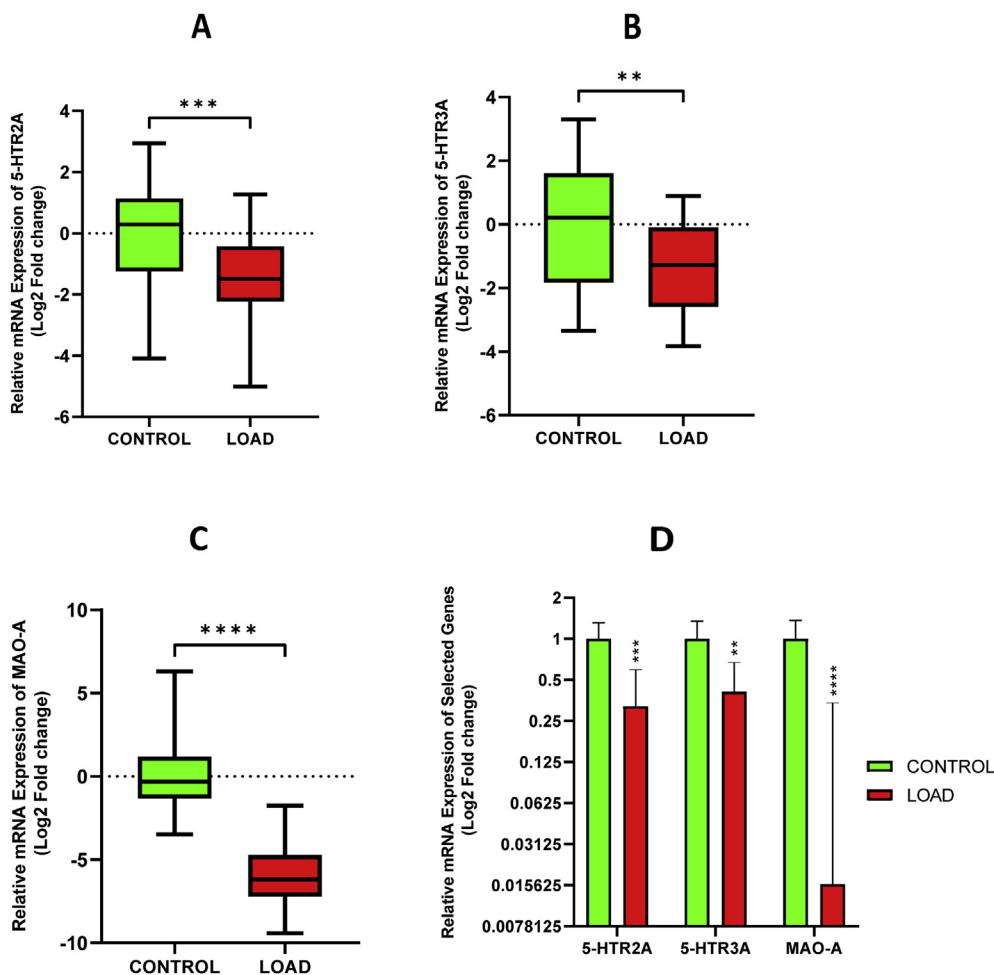 A
Relative mRNA Expression of 5-HTR2A
(Log2 Fold change)
***
4
2
0
-2
-4
-6
CONTROL
LOAD
B
Relative mRNA Expression of 5-HTR3A
(Log2 Fold change)
**
4
2
0
-2
-4
-6
CONTROL
LOAD
C
Relative mRNA Expression of MAO-A
(Log2 Fold change)
****
10
5
0
-5
-10
CONTROL
LOAD
D
Relative mRNA Expression of Selected Genes
(Log2 Fold change)
2
1
0.5
0.25
0.125
0.0625
0.03125
0.015625
0.0078125
***
**
****
5-HTR2A
5-HTR3A
MAO-A
CONTROL
LOAD